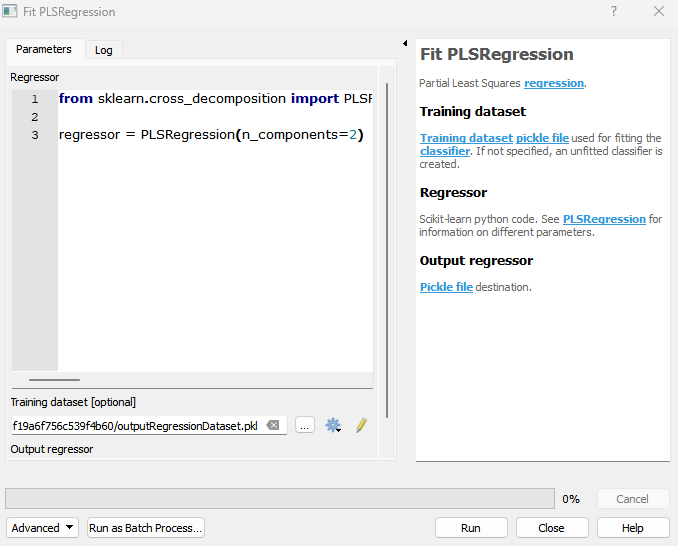 Fit PLSRegression
?
Parameters
Log
Regressor
1 from sklearn.cross_decomposition import PLSR
2
3 regressor = PLSRegression(n_components=2)
Training dataset [optional]
f19a6f756c539f4b60/outputRegressionDataset.pkl
...
Output regressor
Fit PLSRegression
Partial Least Squares regression.
Training dataset
Training dataset pickle file used for fitting the
classifier. If not specified, an unfitted classifier is
created.
Regressor
Scikit-learn python code. See PLSRegression for
information on different parameters.
Output regressor
Pickle file destination.
0%
Cancel
Advanced
Run as Batch Process...
Run
Close
Help